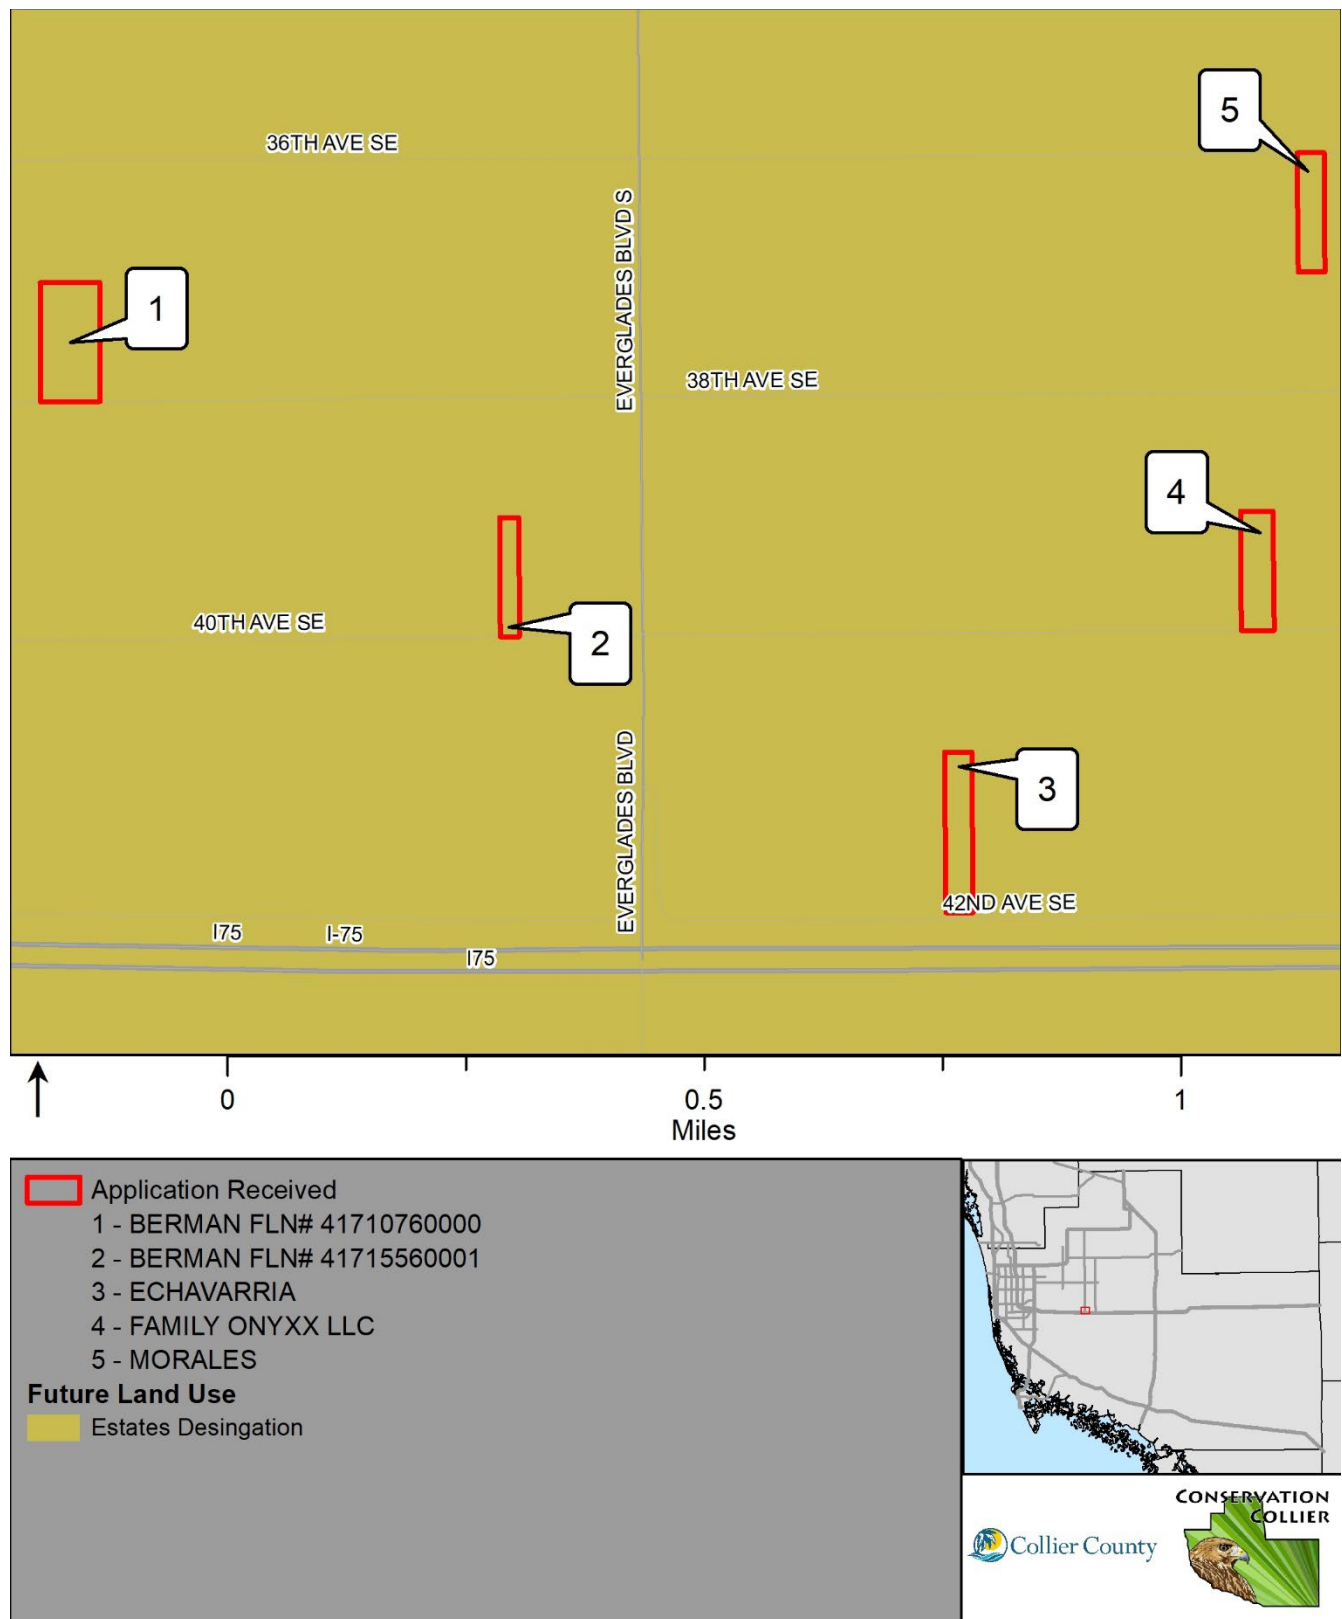 5
36TH AVE SE
EVERGLADES BLVD S
1
38TH AVE SE
4
40TH AVE SE
2
EVERGLADES BLVD
3
42ND AVE SE
I75
I-75
I75
0
0.5
1
Miles
Application Received
1 - BERMAN FLN# 41710760000
2 - BERMAN FLN# 41715560001
3 - ECHAVARRIA
4 - FAMILY ONYXX LLC
5 - MORALES
Future Land Use
Estates Desingation
CONSERVATION
COLLIER
Collier County